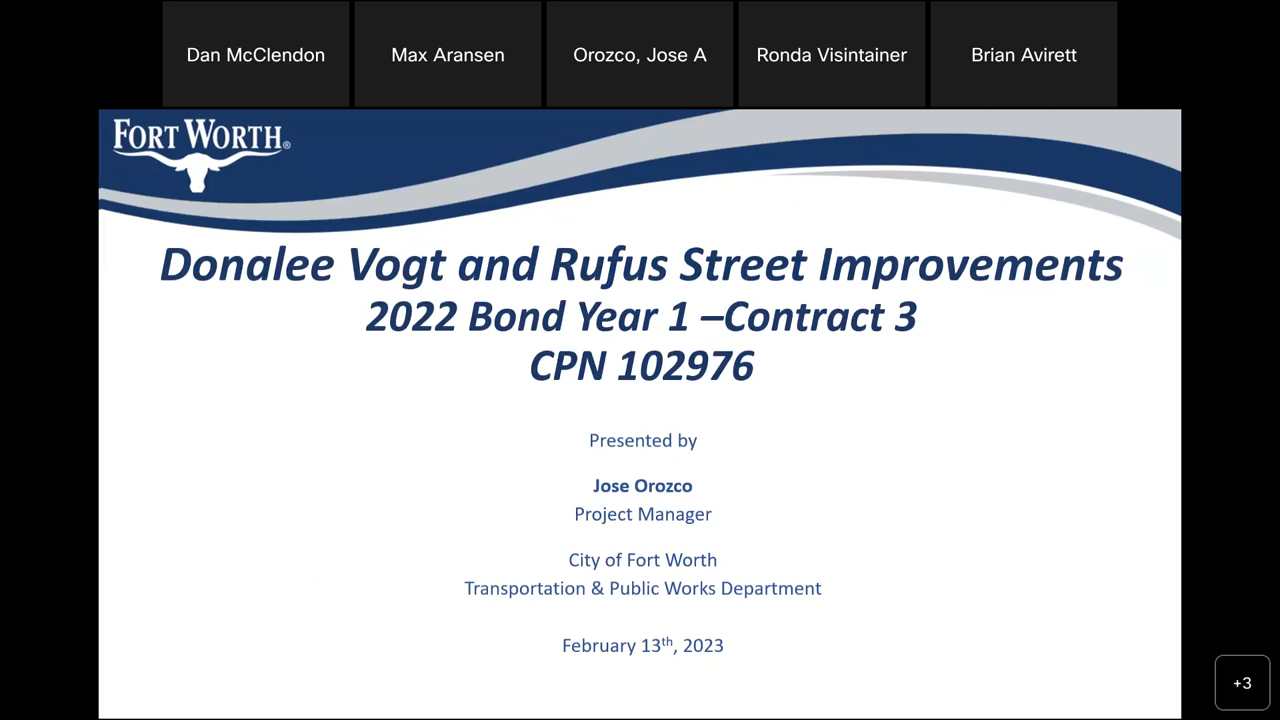 Dan McClendon
Max Aransen
Orozco, Jose A
Ronda Visintainer
Brian Avirett
FORT WORTH®
Donalee Vogt and Rufus Street Improvements
2022 Bond Year 1 –Contract 3
CPN 102976
Presented by
Jose Orozco
Project Manager
City of Fort Worth
Transportation & Public Works Department
February 13th, 2023
+3